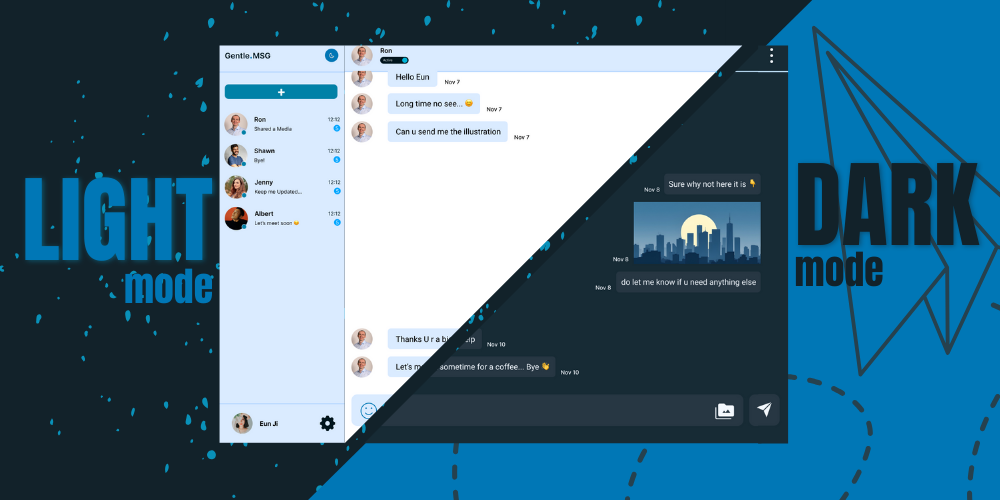 LIGHT
mode
Gentle.MSG
+
Ron
12:12
Shared a Media
Shawn
12:12
Bye!
Jenny
12:12
Keep me Updated...
Albert
12:12
Let's meet soon 😊
Eun Ji
Ron
Hello Eun
Nov 7
Long time no see... 😊
Nov 7
Can u send me the illustration
Nov 7
Sure why not here it is 👇
Nov 8
Nov 8
do let me know if u need anything else
Nov 8
Thanks U r a
Nov 10
Let's sometime for a coffee... Bye 👋
Nov 10
DARK
mode